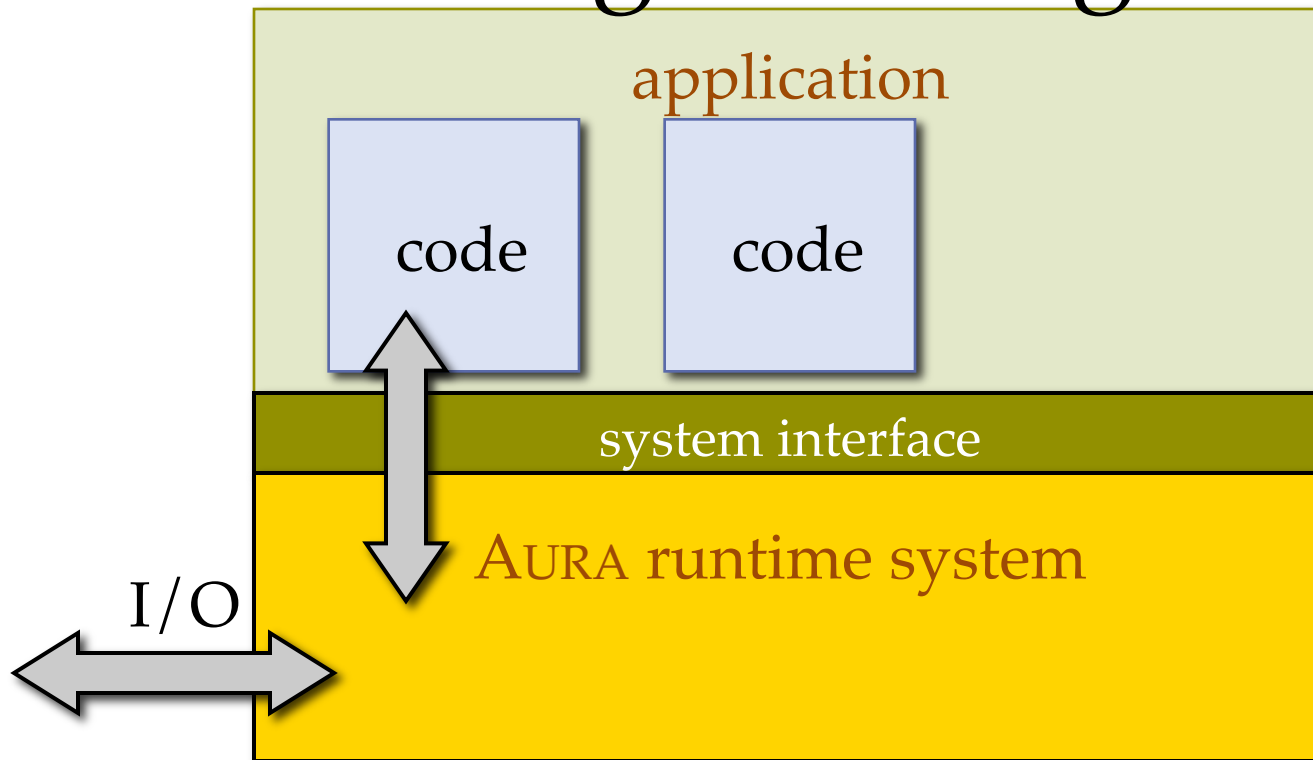 application
code code
system interface
AURA runtime system
I/O